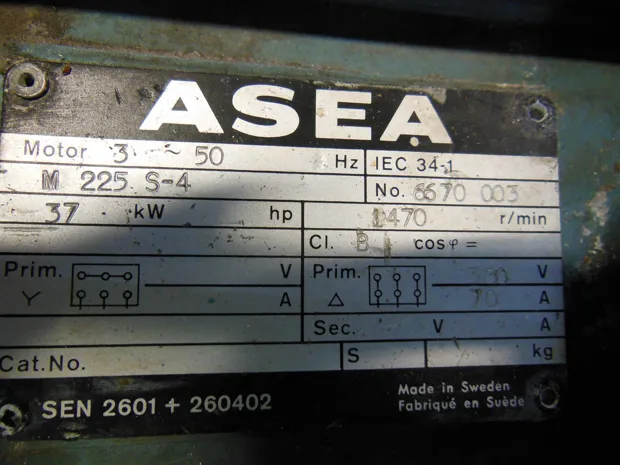 ASEA
Motor 3 ~ 50 Hz IEC 34-1
M 225 S-4 No. 6670 003
37 kW hp 1470 r/min
Cl. B cos φ =
Prim. V Prim. V
Y A △ 70 A
Sec. V A
Cat.No. S kg
SEN 2601 + 260402
Made in Sweden
Fabriqué en Suède